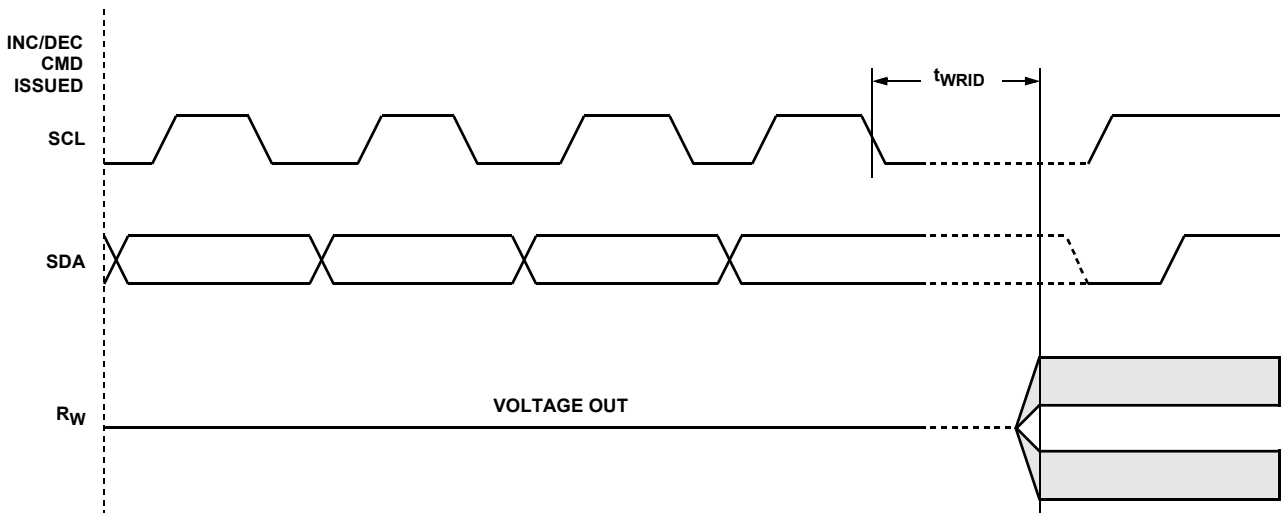 INC/DEC
CMD
ISSUED
tWRID
SCL
SDA
VOLTAGE OUT
RW